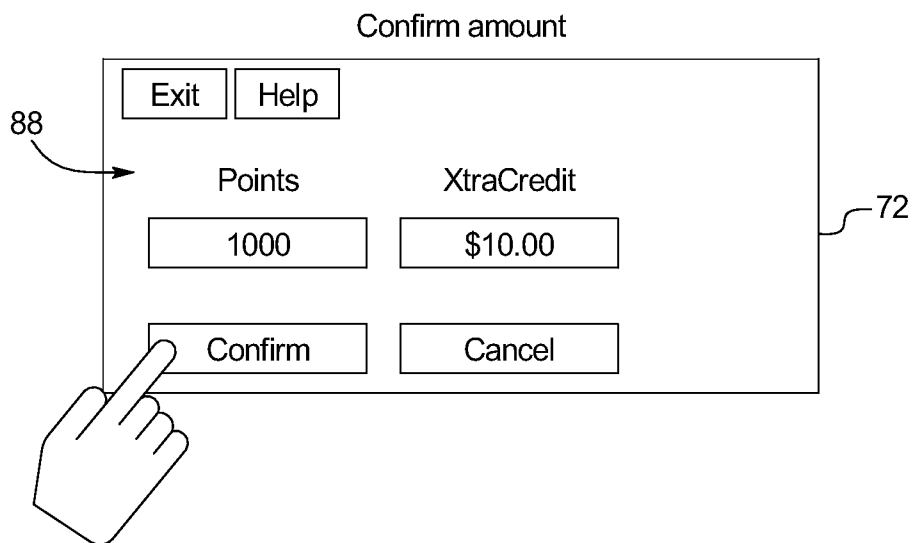 Confirm amount
Exit Help
88
Points XtraCredit
72
1000 $10.00
Confirm Cancel